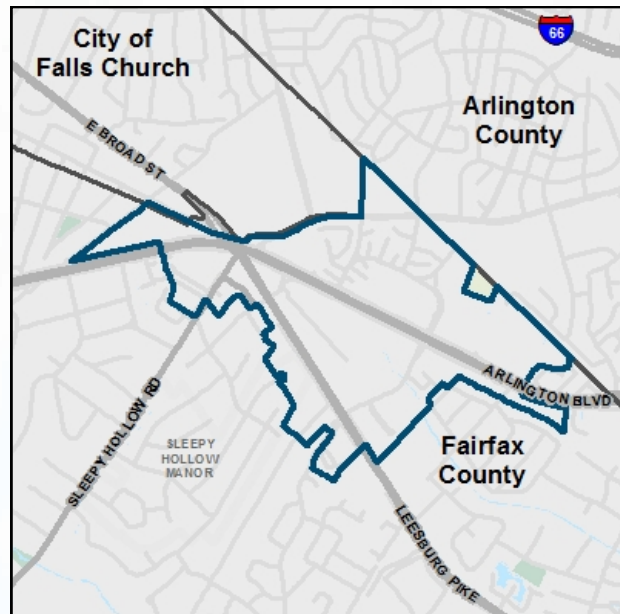 City of
Falls Church
66
Arlington
County
E BROAD ST
ARLINGTON BLVD
SLEEPY HOLLOW RD
SLEEPY
HOLLOW
MANOR
Fairfax
County
LEESBURG PIKE